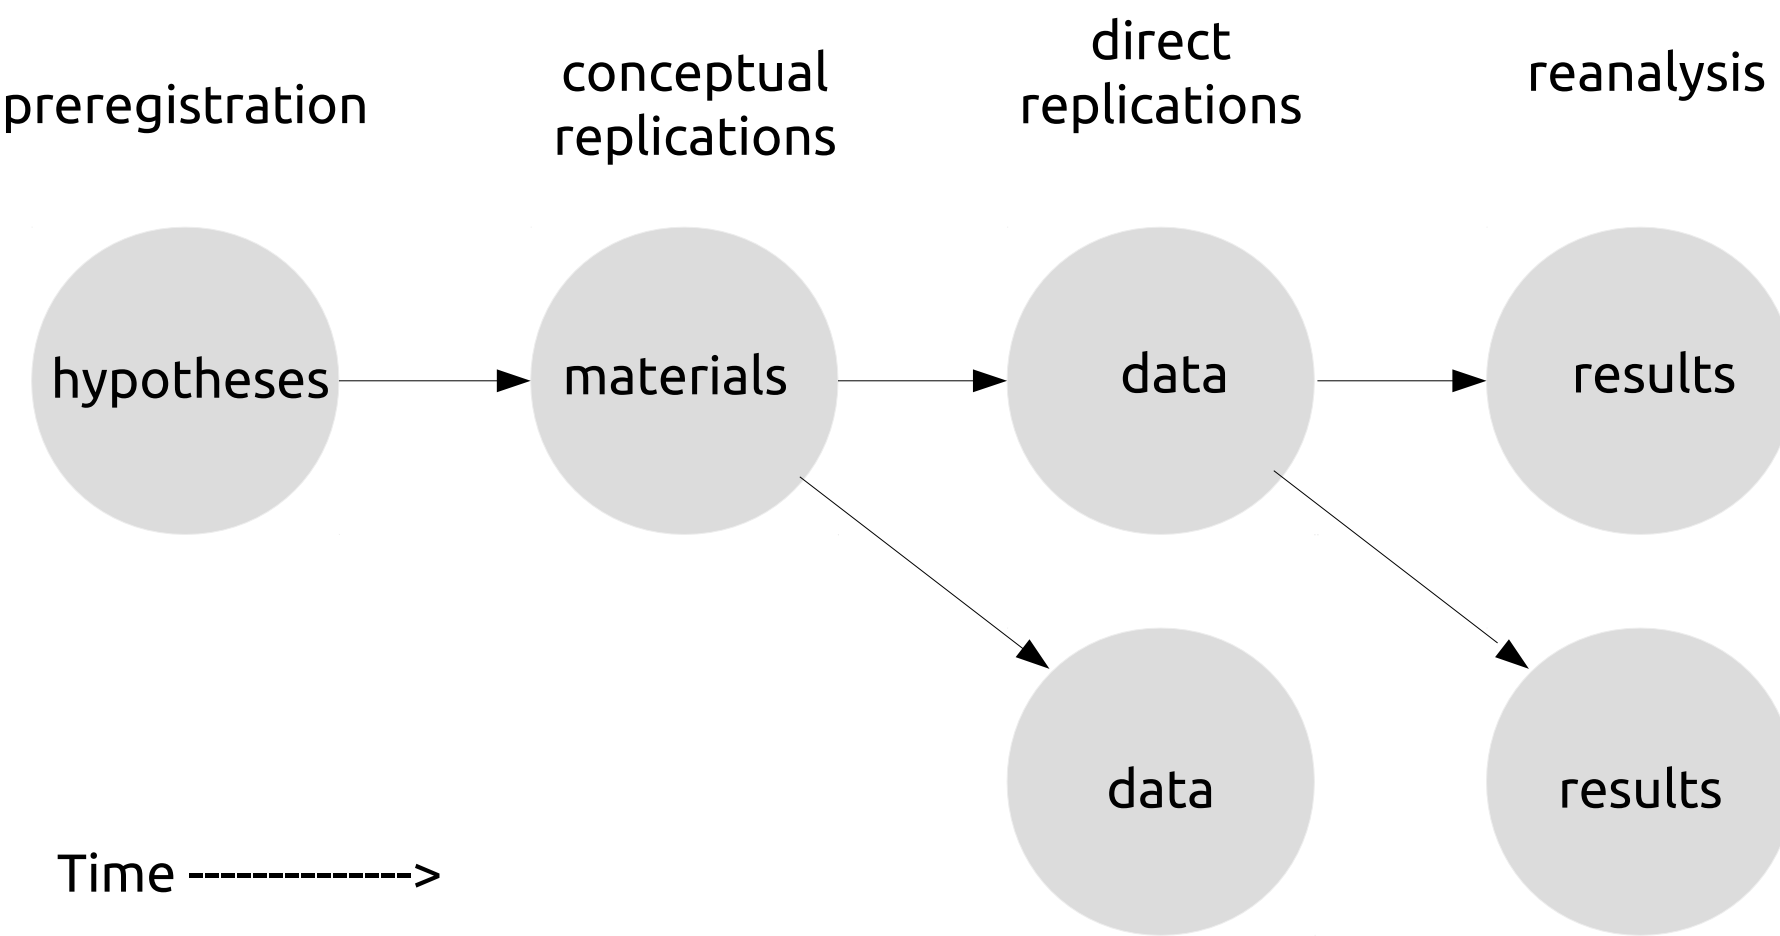 preregistration
conceptual
replications
direct
replications
reanalysis
hypotheses
materials
data
results
data
results
Time -------------->